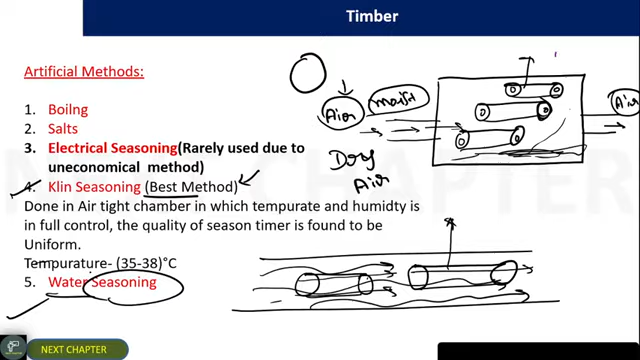 Timber
Artificial Methods:
1. Boilng
2. Salts
3. Electrical Seasoning(Rarely used due to
uneconomical method)
4. Klin Seasoning (Best Method)
Done in Air tight chamber in which tempurate and humdty is
in full control, the quality of season timer is found to be
Uniform.
Tempurature- (35-38)°C
5. Water Seasoning
Air
moist
Air
Dry
Air
NEXT CHAPTER